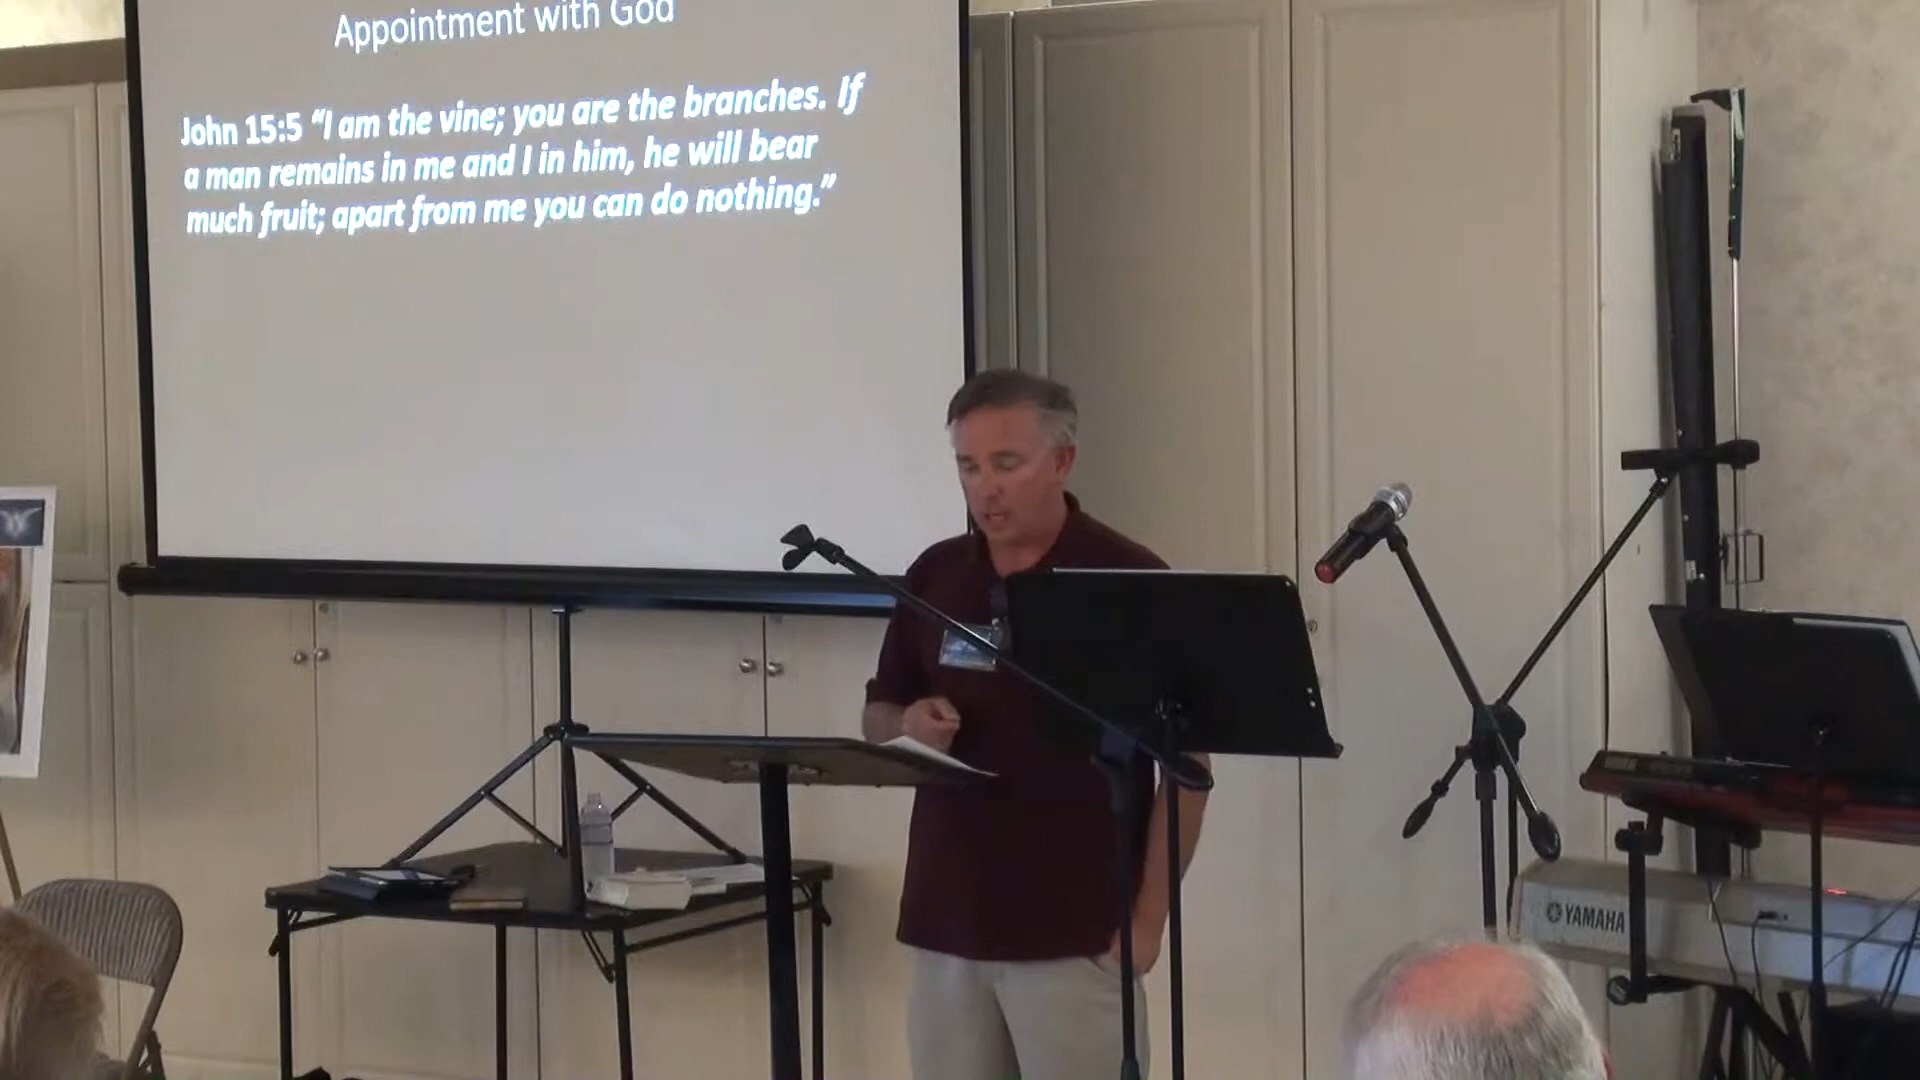 Appointment with God
John 15:5 “I am the vine; you are the branches. If
a man remains in me and I in him, he will bear
much fruit; apart from me you can do nothing.”
YAMAHA